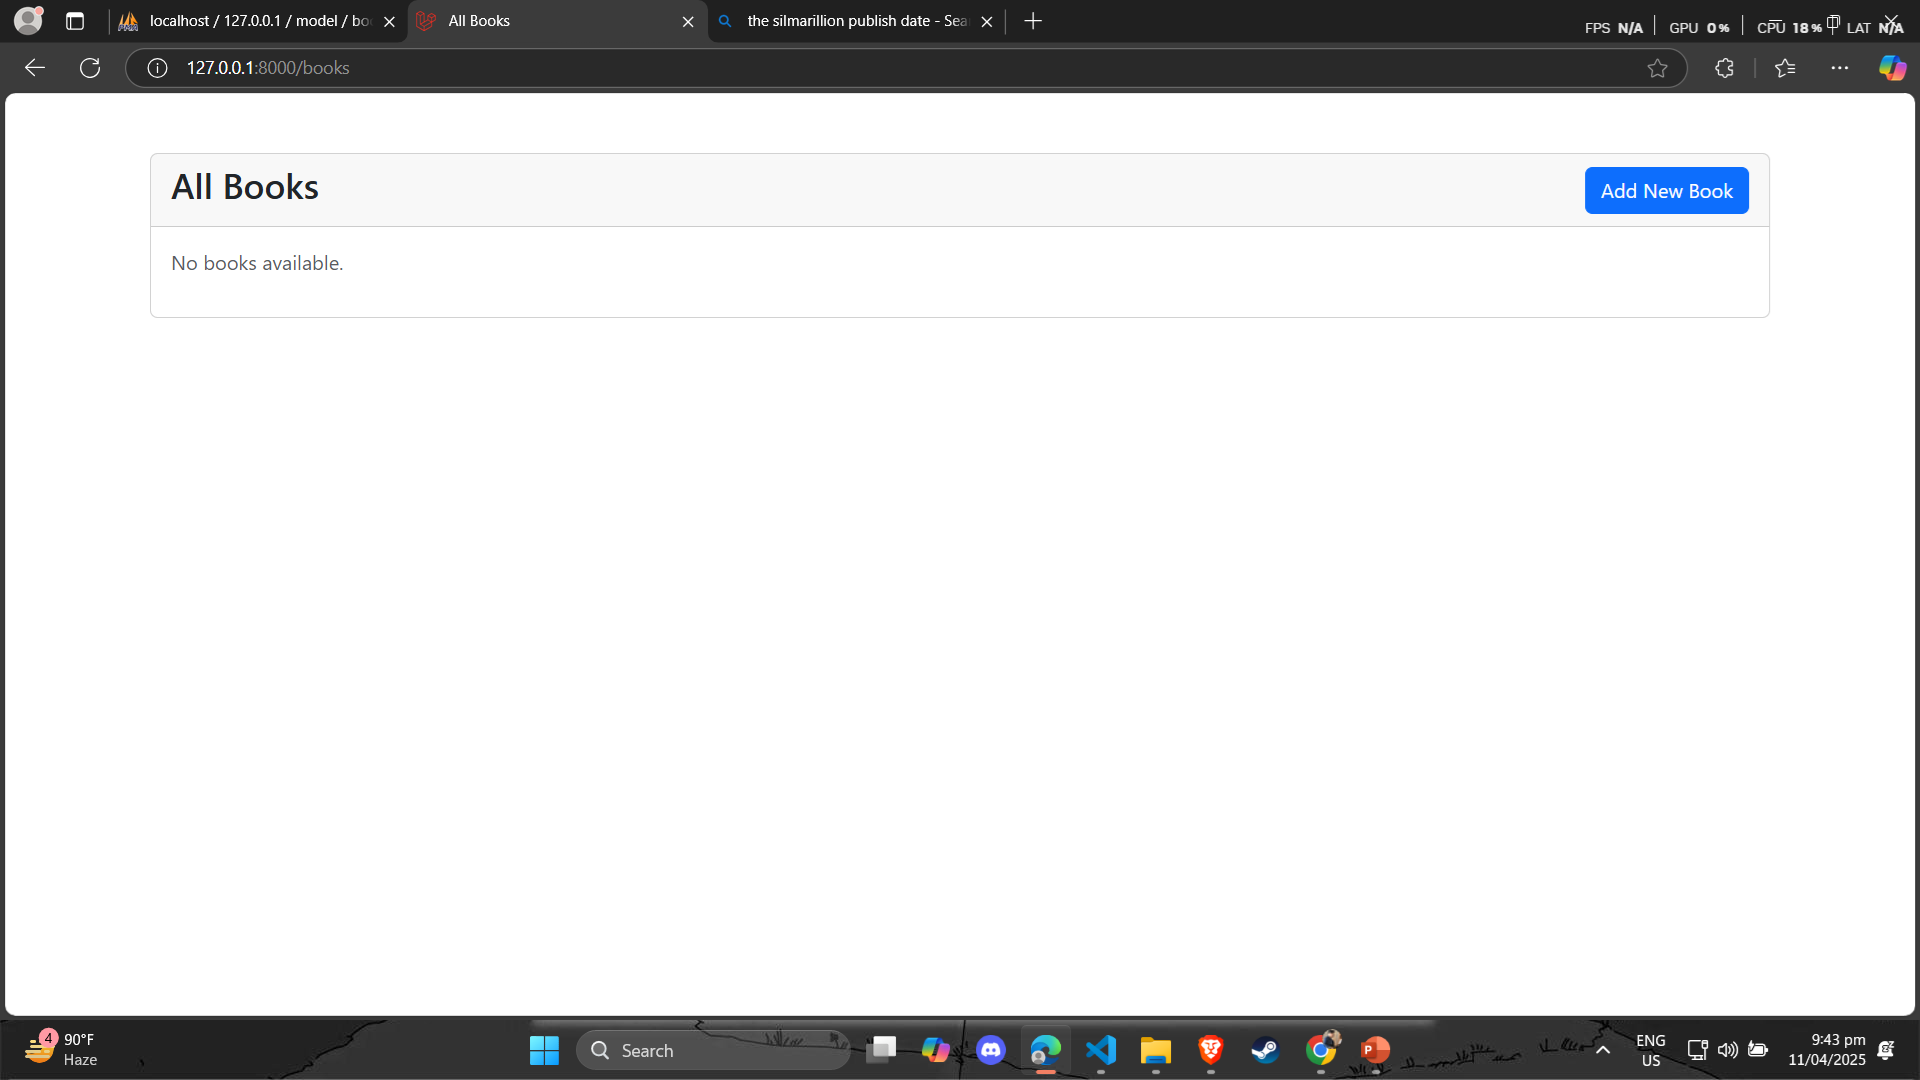 localhost / 127.0.0.1 / model / boo
All Books
the silmarillion publish date - Sea
FPS N/A GPU 0% CPU 18% LAT N/A
127.0.0.1:8000/books
All Books
Add New Book
No books available.
4
90°F
Haze
Search
ENG
US
9:43 pm
11/04/2025